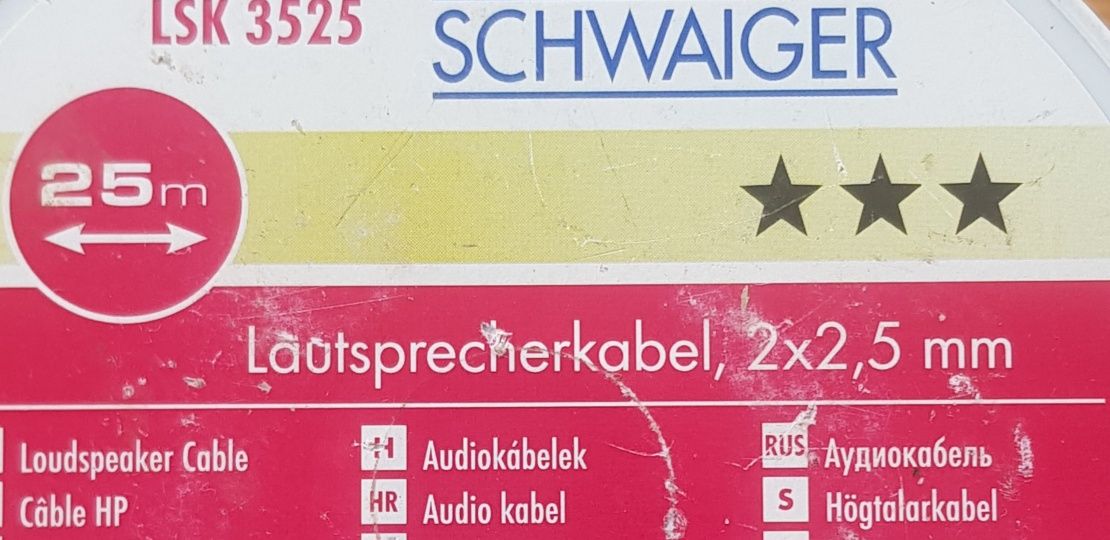 LSK 3525
SCHWAIGER
25m
Lautsprecherkabel, 2x2,5 mm
Loudspeaker Cable
H Audiokábelek
RUS Аудиокабель
Câble HP
HR Audio kabel
S Högtalarkabel